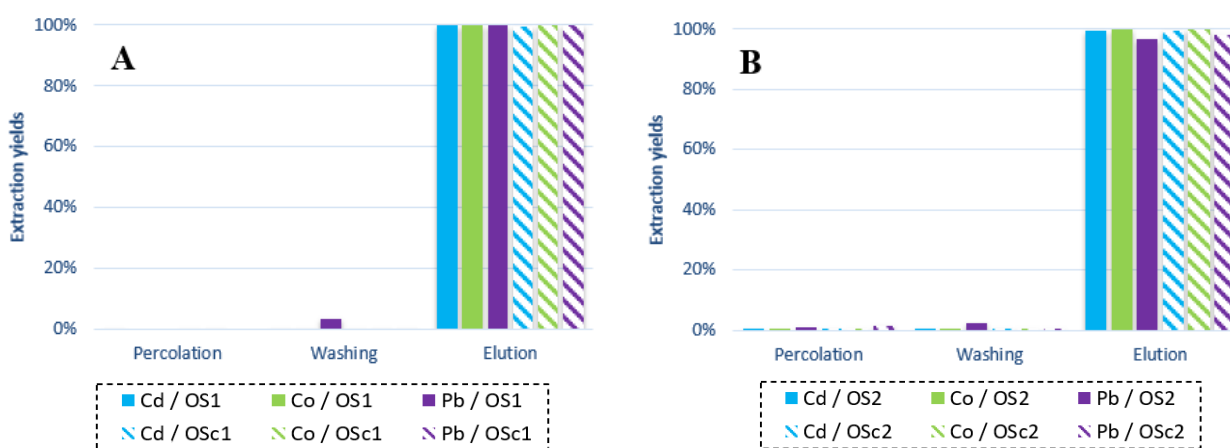 A
Extraction yields
100%
80%
60%
40%
20%
0%
Percolation Washing Elution
Cd / OS1 Co / OS1 Pb / OS1
Cd / OSc1 Co / OSc1 Pb / OSc1
B
Extraction yields
100%
80%
60%
40%
20%
0%
Percolation Washing Elution
Cd / OS2 Co / OS2 Pb / OS2
Cd / OSc2 Co / OSc2 Pb / OSc2